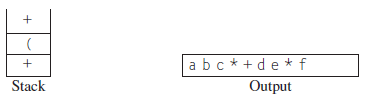 +
(
+
a b c * + d e * f
Stack
Output